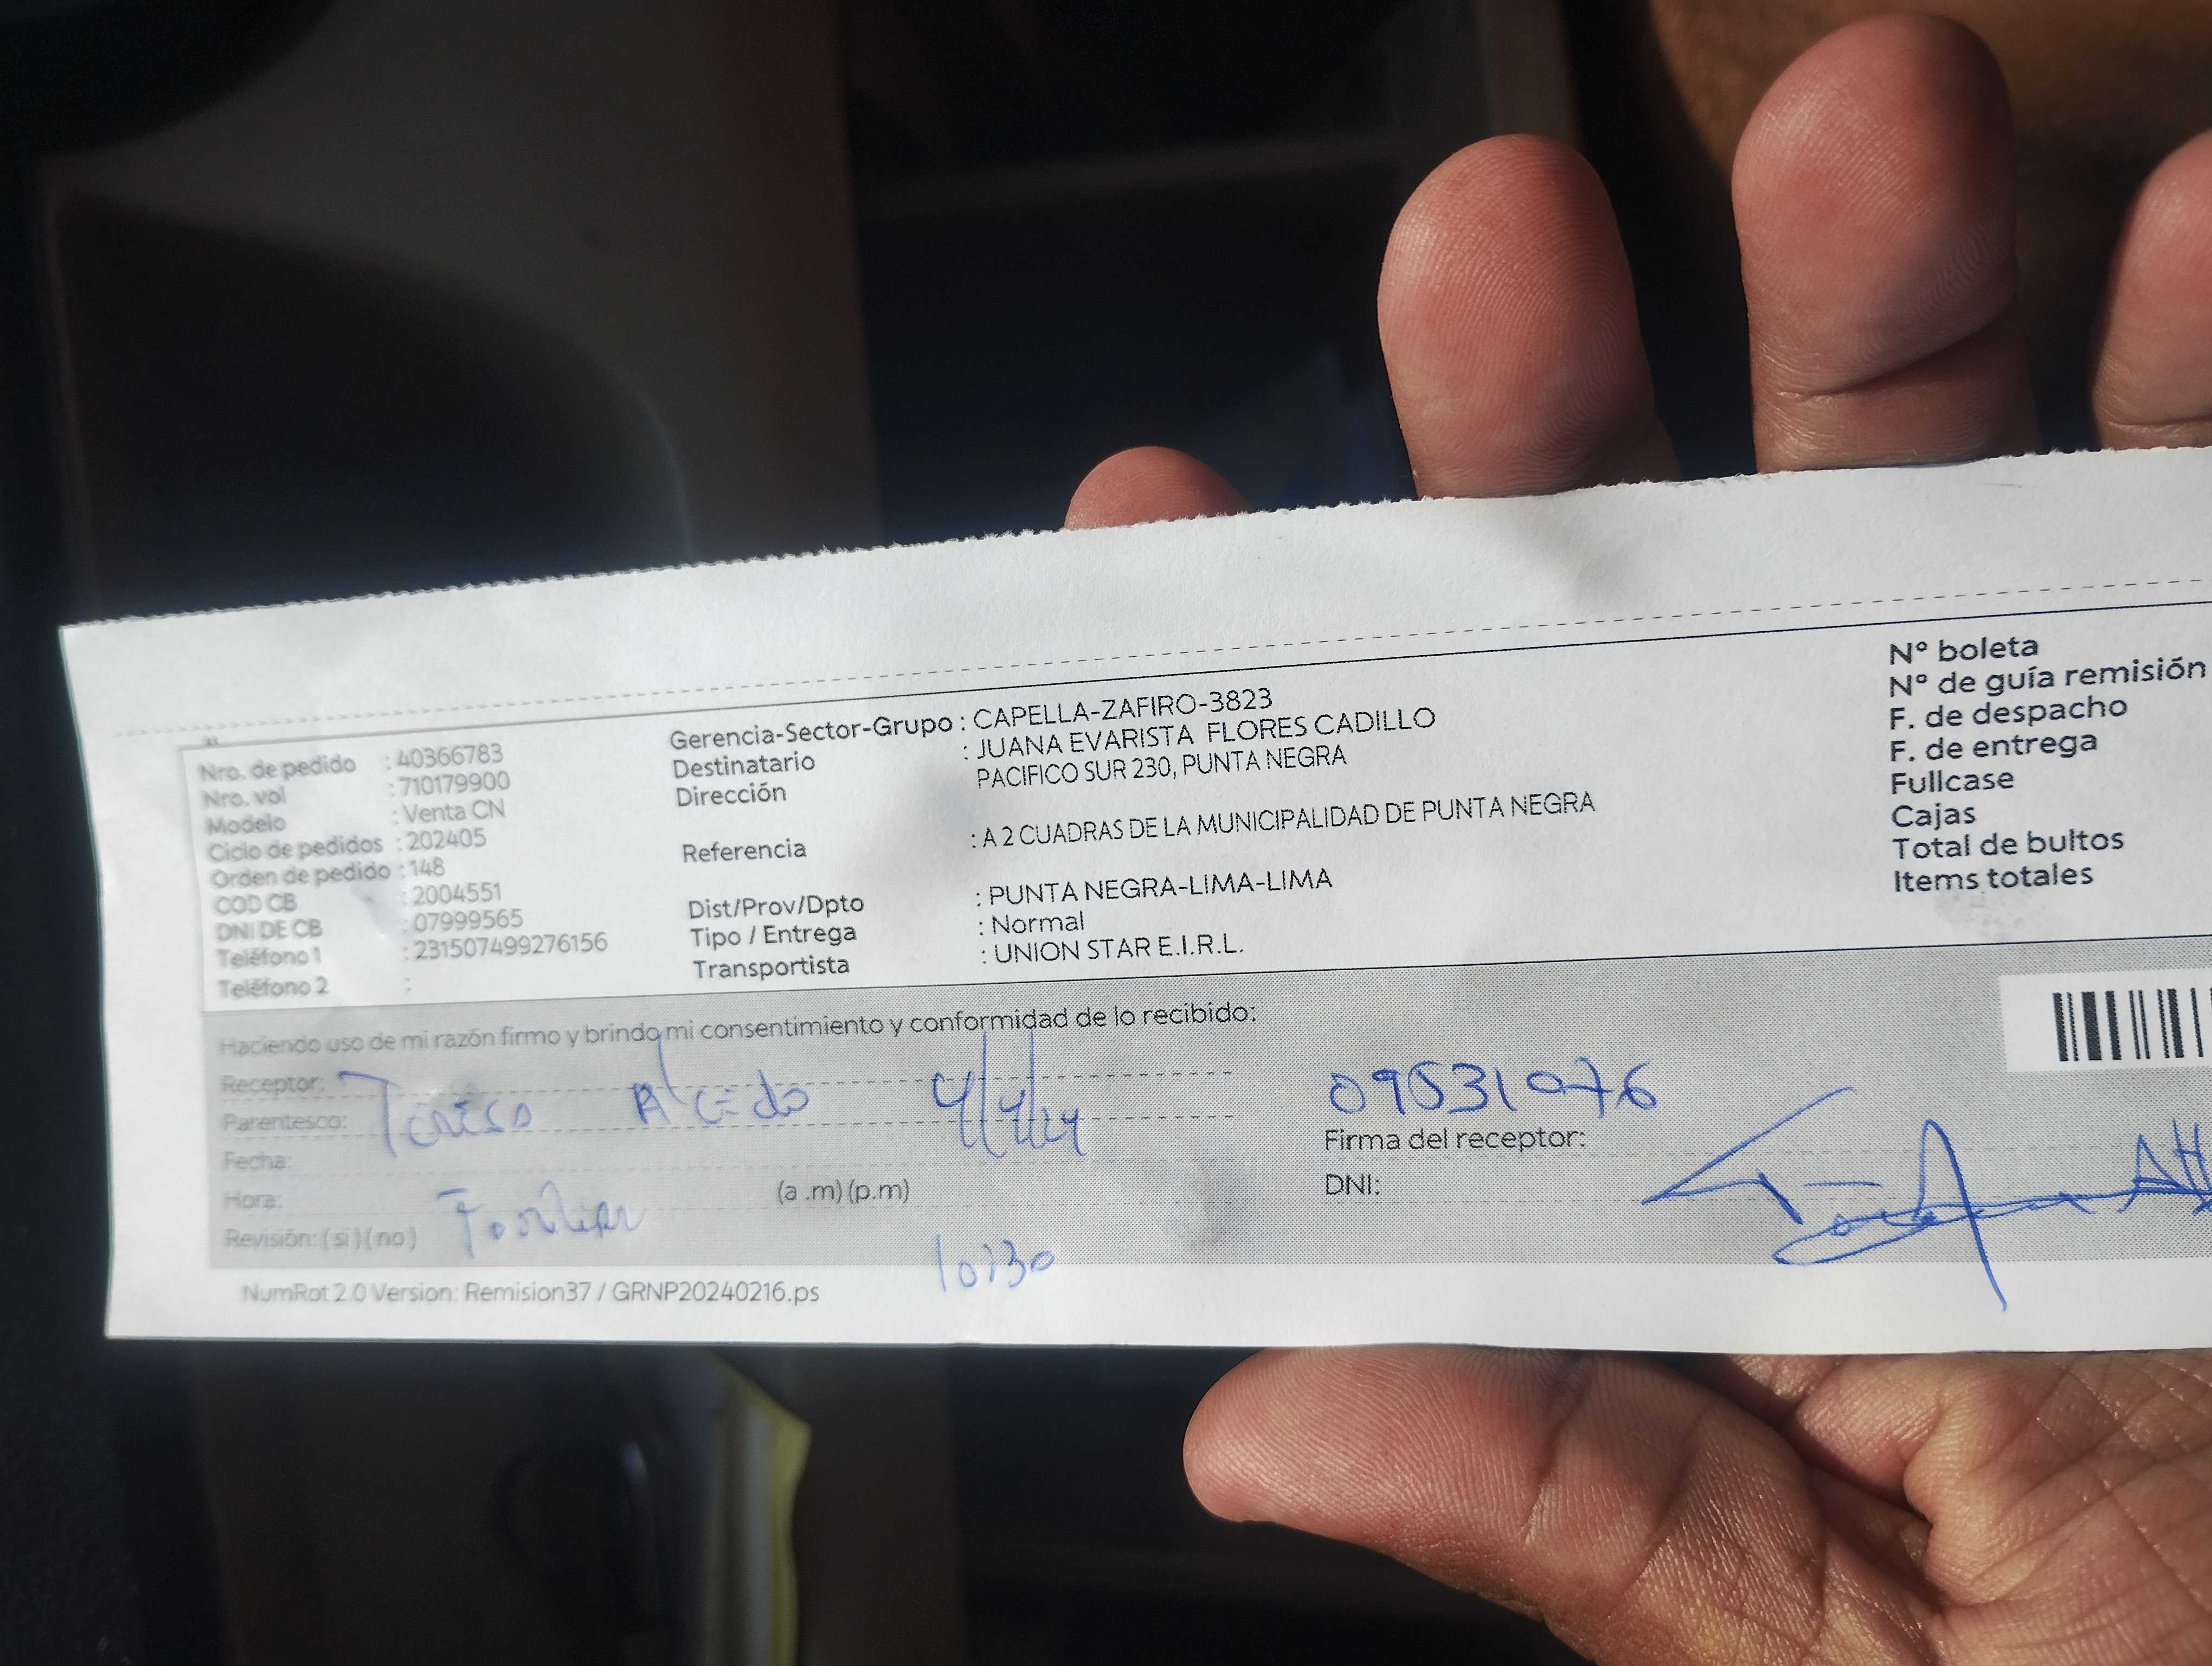 Nro. de pedido : 40366783
Nro. vol : 710179900
Modelo : Venta CN
Ciclo de pedidos : 202405
Orden de pedido : 148
COD CB : 2004551
DNI DE CB : 07999565
Teléfono 1 : 231507499276156
Teléfono 2 :
Gerencia-Sector-Grupo : CAPELLA-ZAFIRO-3823
Destinatario : JUANA EVARISTA FLORES CADILLO
Dirección PACIFICO SUR 230, PUNTA NEGRA
Referencia : A 2 CUADRAS DE LA MUNICIPALIDAD DE PUNTA NEGRA
Dist/Prov/Dpto : PUNTA NEGRA-LIMA-LIMA
Tipo / Entrega : Normal
Transportista : UNION STAR E.I.R.L.
N° boleta
N° de guía remisión
F. de despacho
F. de entrega
Fullcase
Cajas
Total de bultos
Items totales
Haciendo uso de mi razón firmo y brindo mi consentimiento y conformidad de lo recibido:
Receptor:
Parentesco:
Fecha:
Hora: (a .m) (p.m)
Revisión: ( si ) ( no )
4/4/24
09531076
Firma del receptor:
DNI:
10:30
NumRot 2.0 Version: Remision37 / GRNP20240216.ps